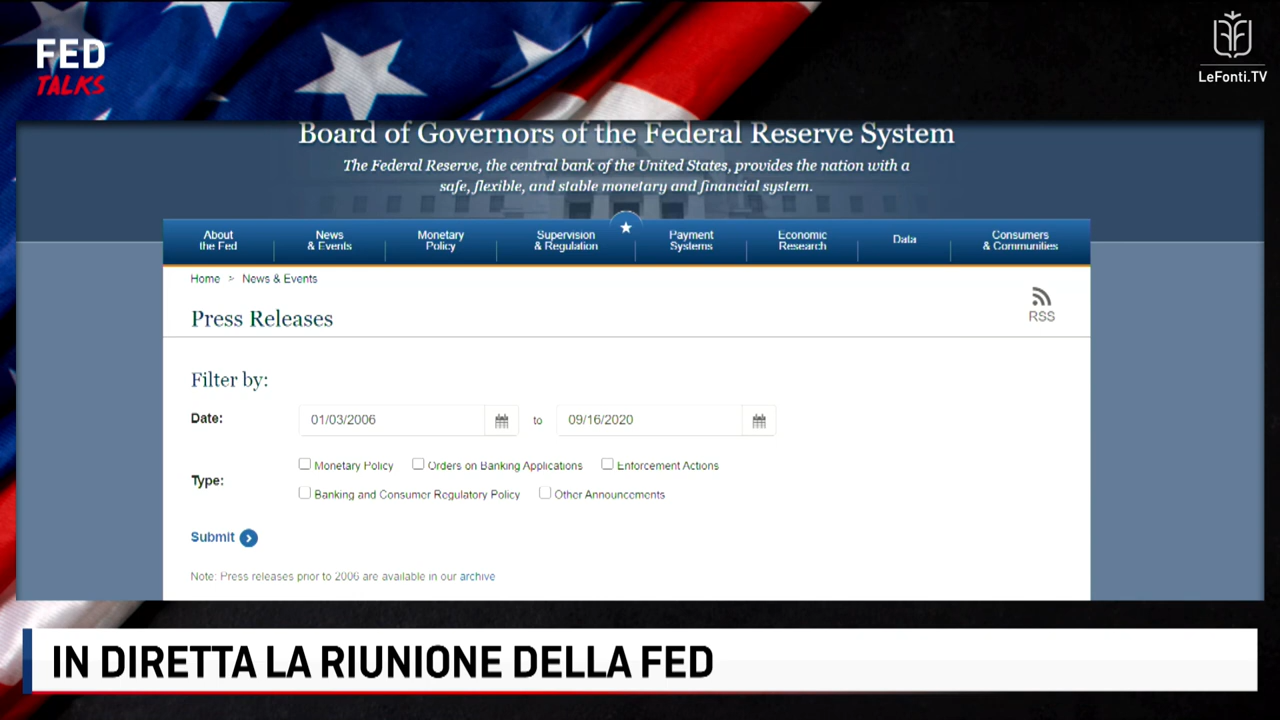 FED
TALKS
LeFonti.TV
Board of Governors of the Federal Reserve System
The Federal Reserve, the central bank of the United States, provides the nation with a
safe, flexible, and stable monetary and financial system.
About
the Fed
News
& Events
Monetary
Policy
Supervision
& Regulation
Payment
Systems
Economic
Research
Data
Consumers
& Communities
Home > News & Events
RSS
Press Releases
Filter by:
Date: 01/03/2006 to 09/16/2020
Type:
Monetary Policy Orders on Banking Applications Enforcement Actions
Banking and Consumer Regulatory Policy Other Announcements
Submit
Note: Press releases prior to 2006 are available in our archive
IN DIRETTA LA RIUNIONE DELLA FED